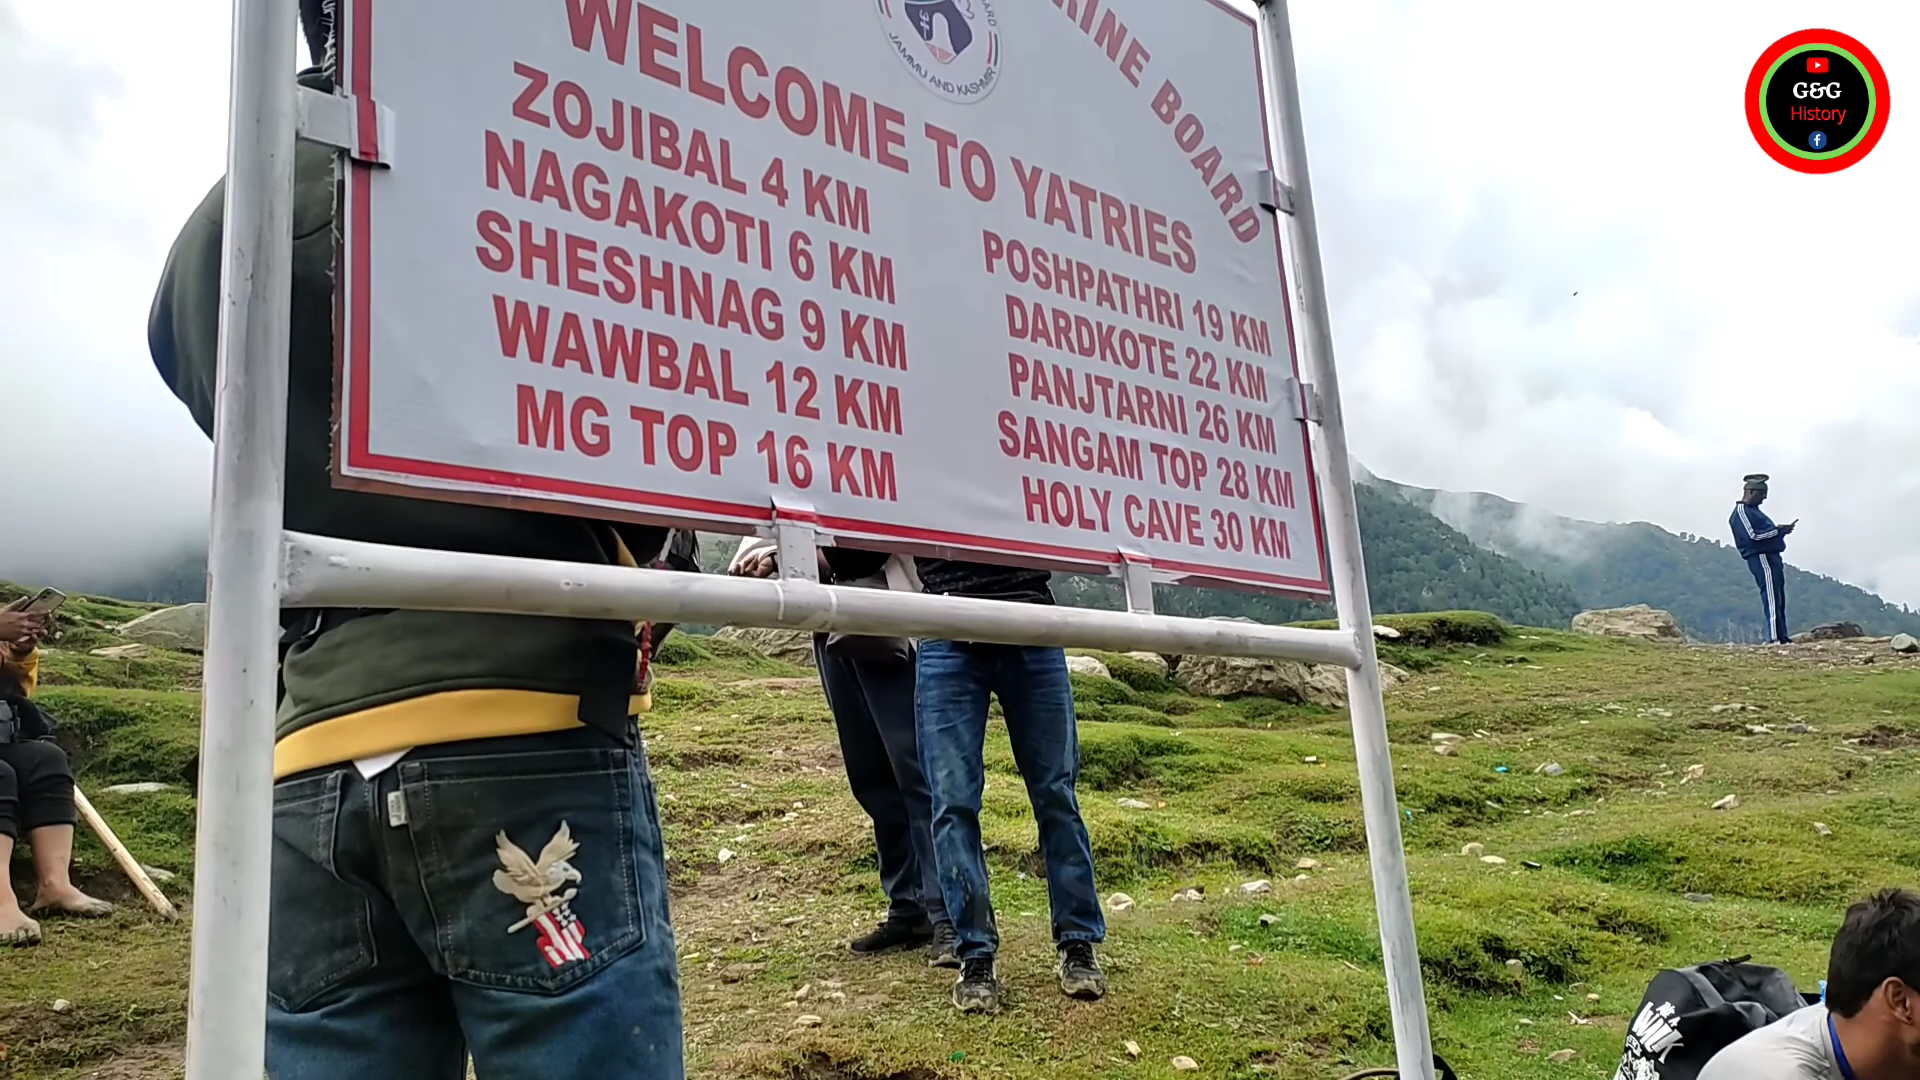 RINE BOARD
JAMMU AND KASHMIR
WELCOME TO YATRIES
ZOJIBAL 4 KM
NAGAKOTI 6 KM
SHESHNAG 9 KM
WAWBAL 12 KM
MG TOP 16 KM
POSHPATHRI 19 KM
DARDKOTE 22 KM
PANJTARNI 26 KM
SANGAM TOP 28 KM
HOLY CAVE 30 KM
G&G
History